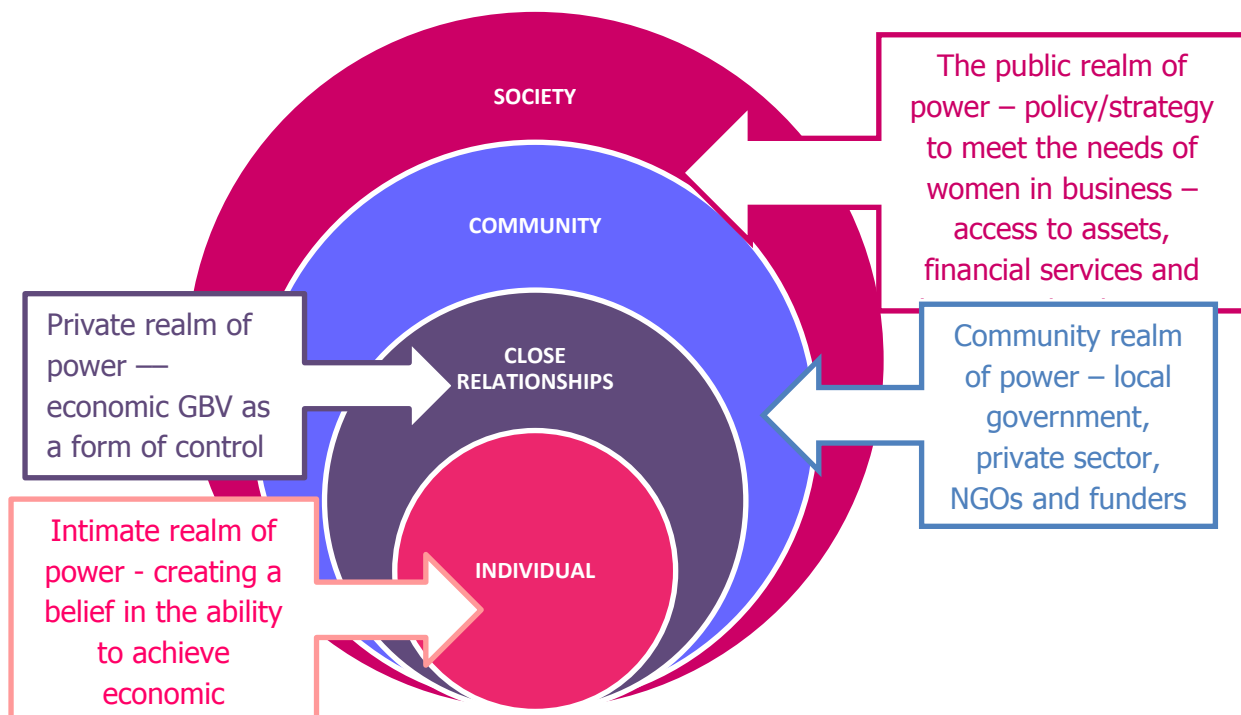 SOCIETY
The public realm of
power – policy/strategy
to meet the needs of
women in business –
access to assets,
financial services and
COMMUNITY
Private realm of
power —
economic GBV as
a form of control
CLOSE
RELATIONSHIPS
Community realm
of power – local
government,
private sector,
NGOs and funders
Intimate realm of
power - creating a
belief in the ability
to achieve
economic
INDIVIDUAL